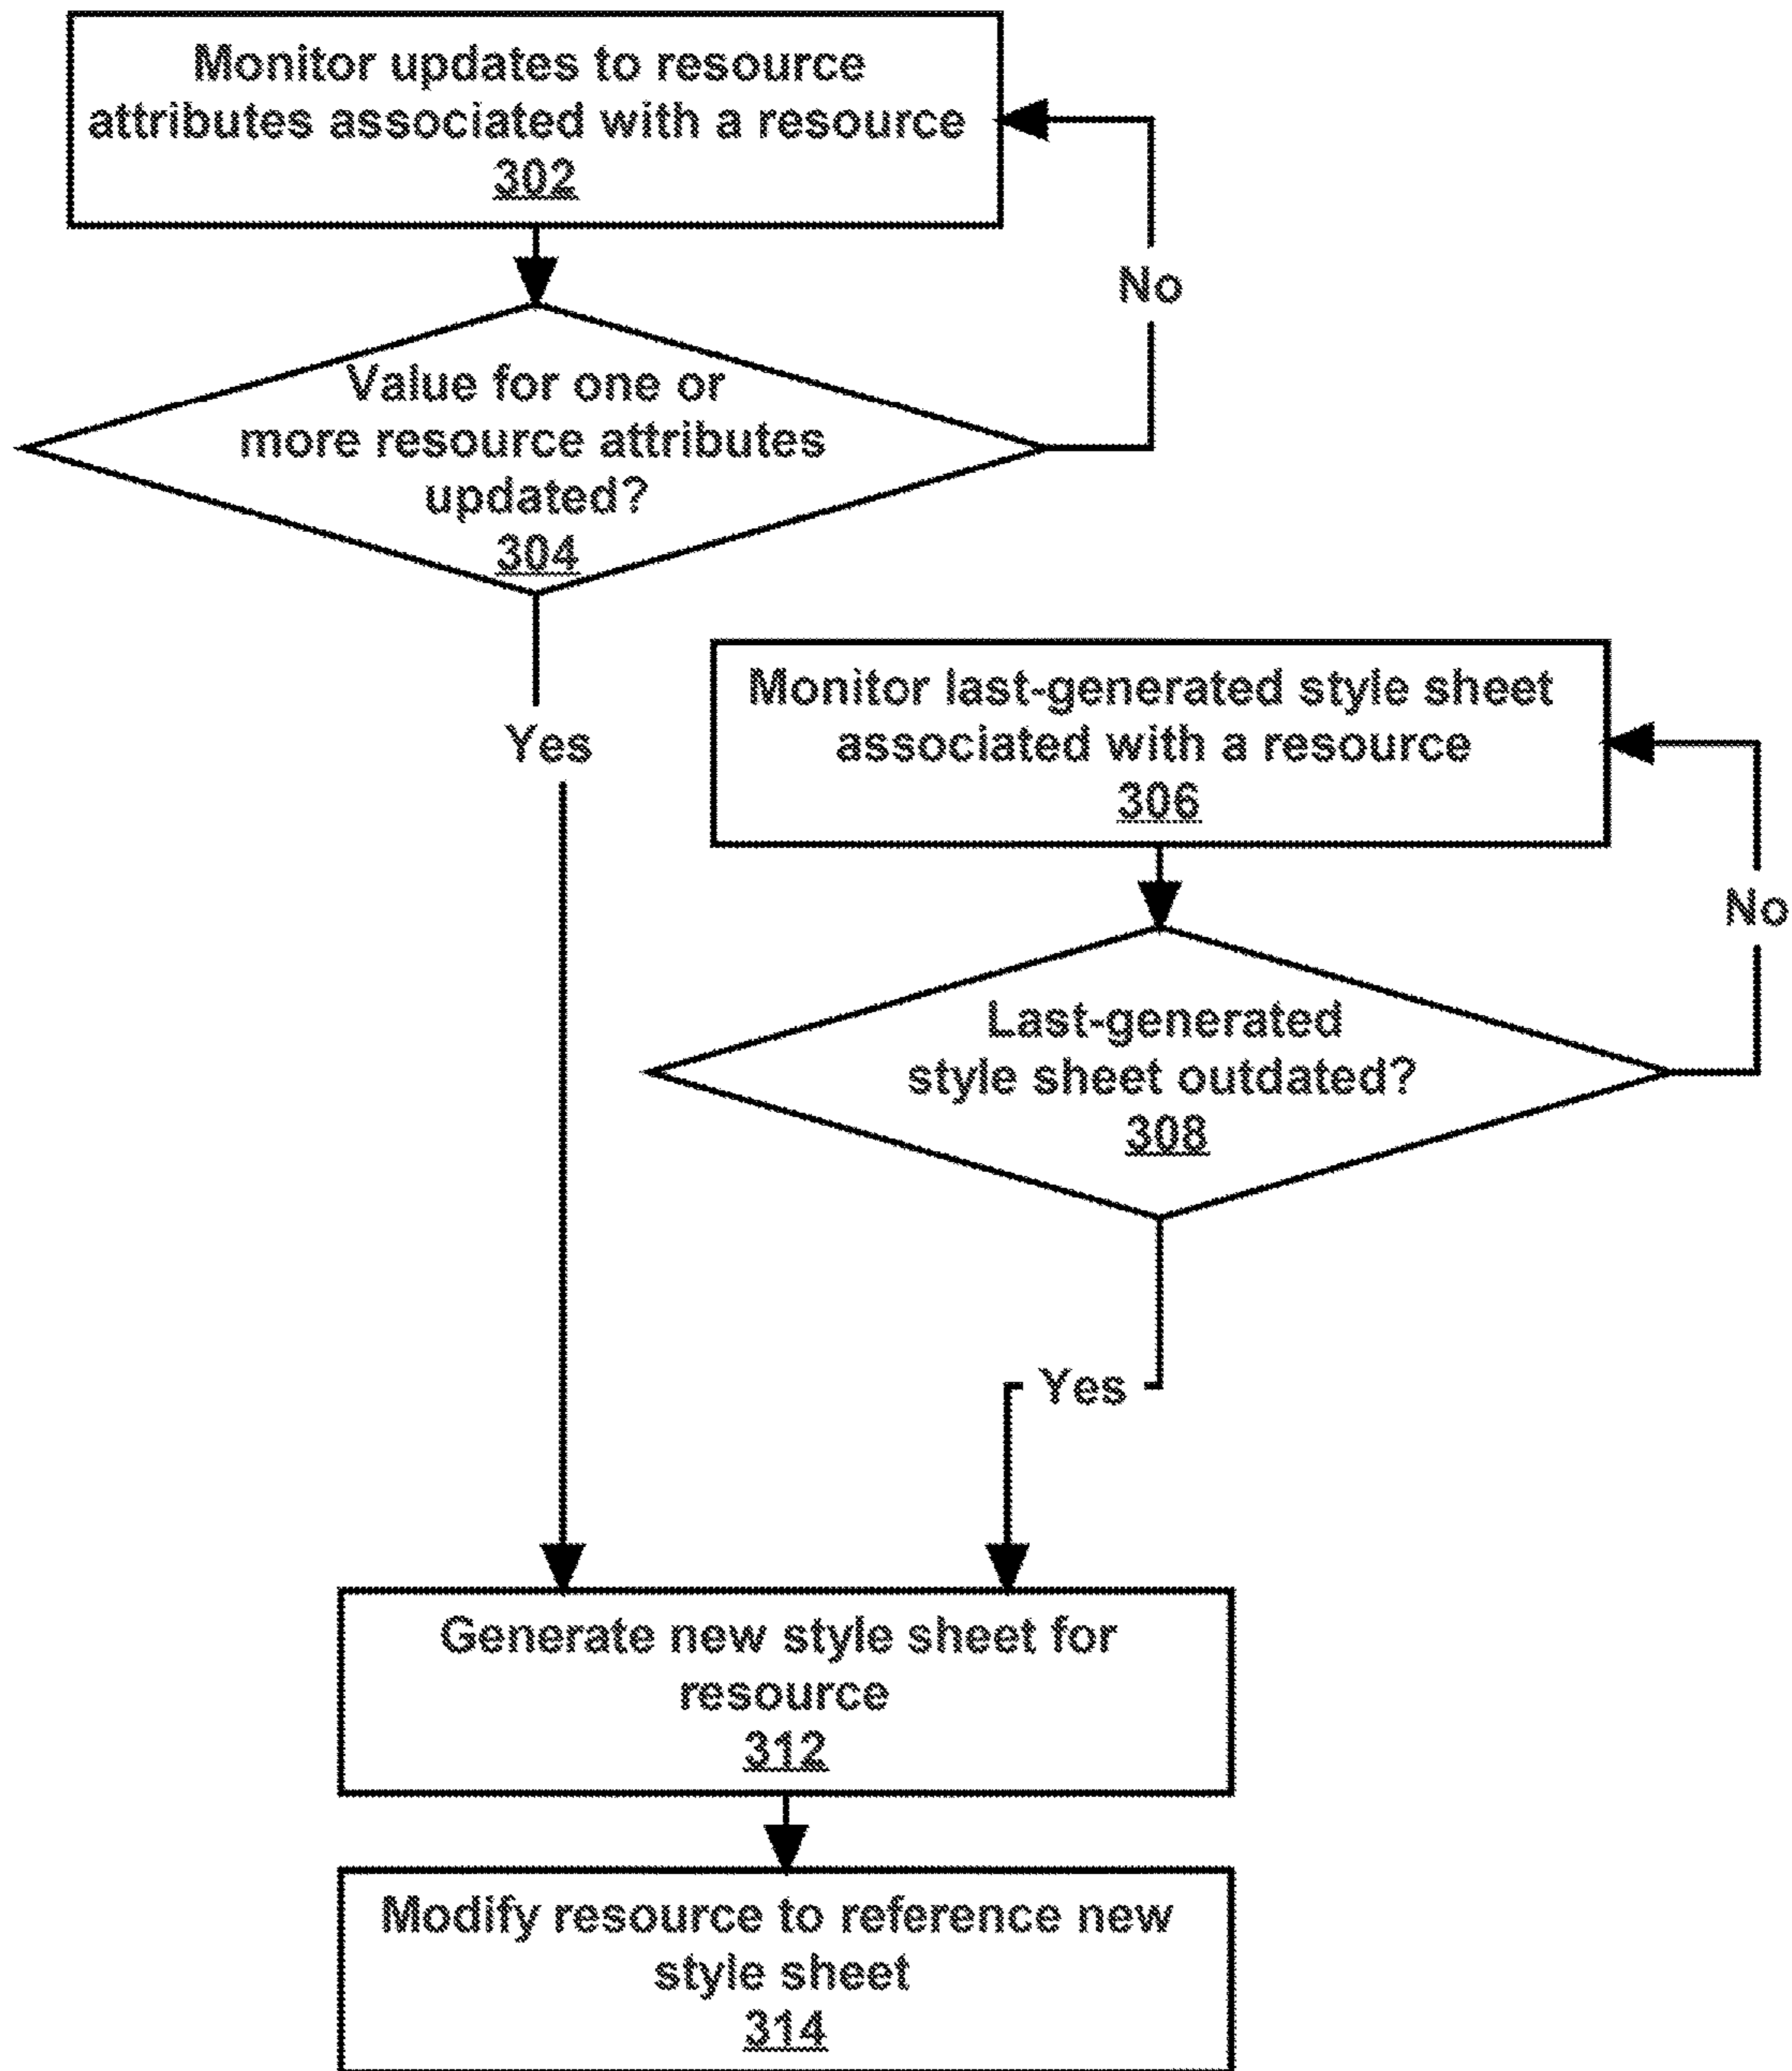 Monitor updates to resource
attributes associated with a resource
302
No
Value for one or
more resource attributes
updated?
304
Yes
Monitor last-generated style sheet
associated with a resource
306
No
Last-generated
style sheet outdated?
308
Yes
Generate new style sheet for
resource
312
Modify resource to reference new
style sheet
314